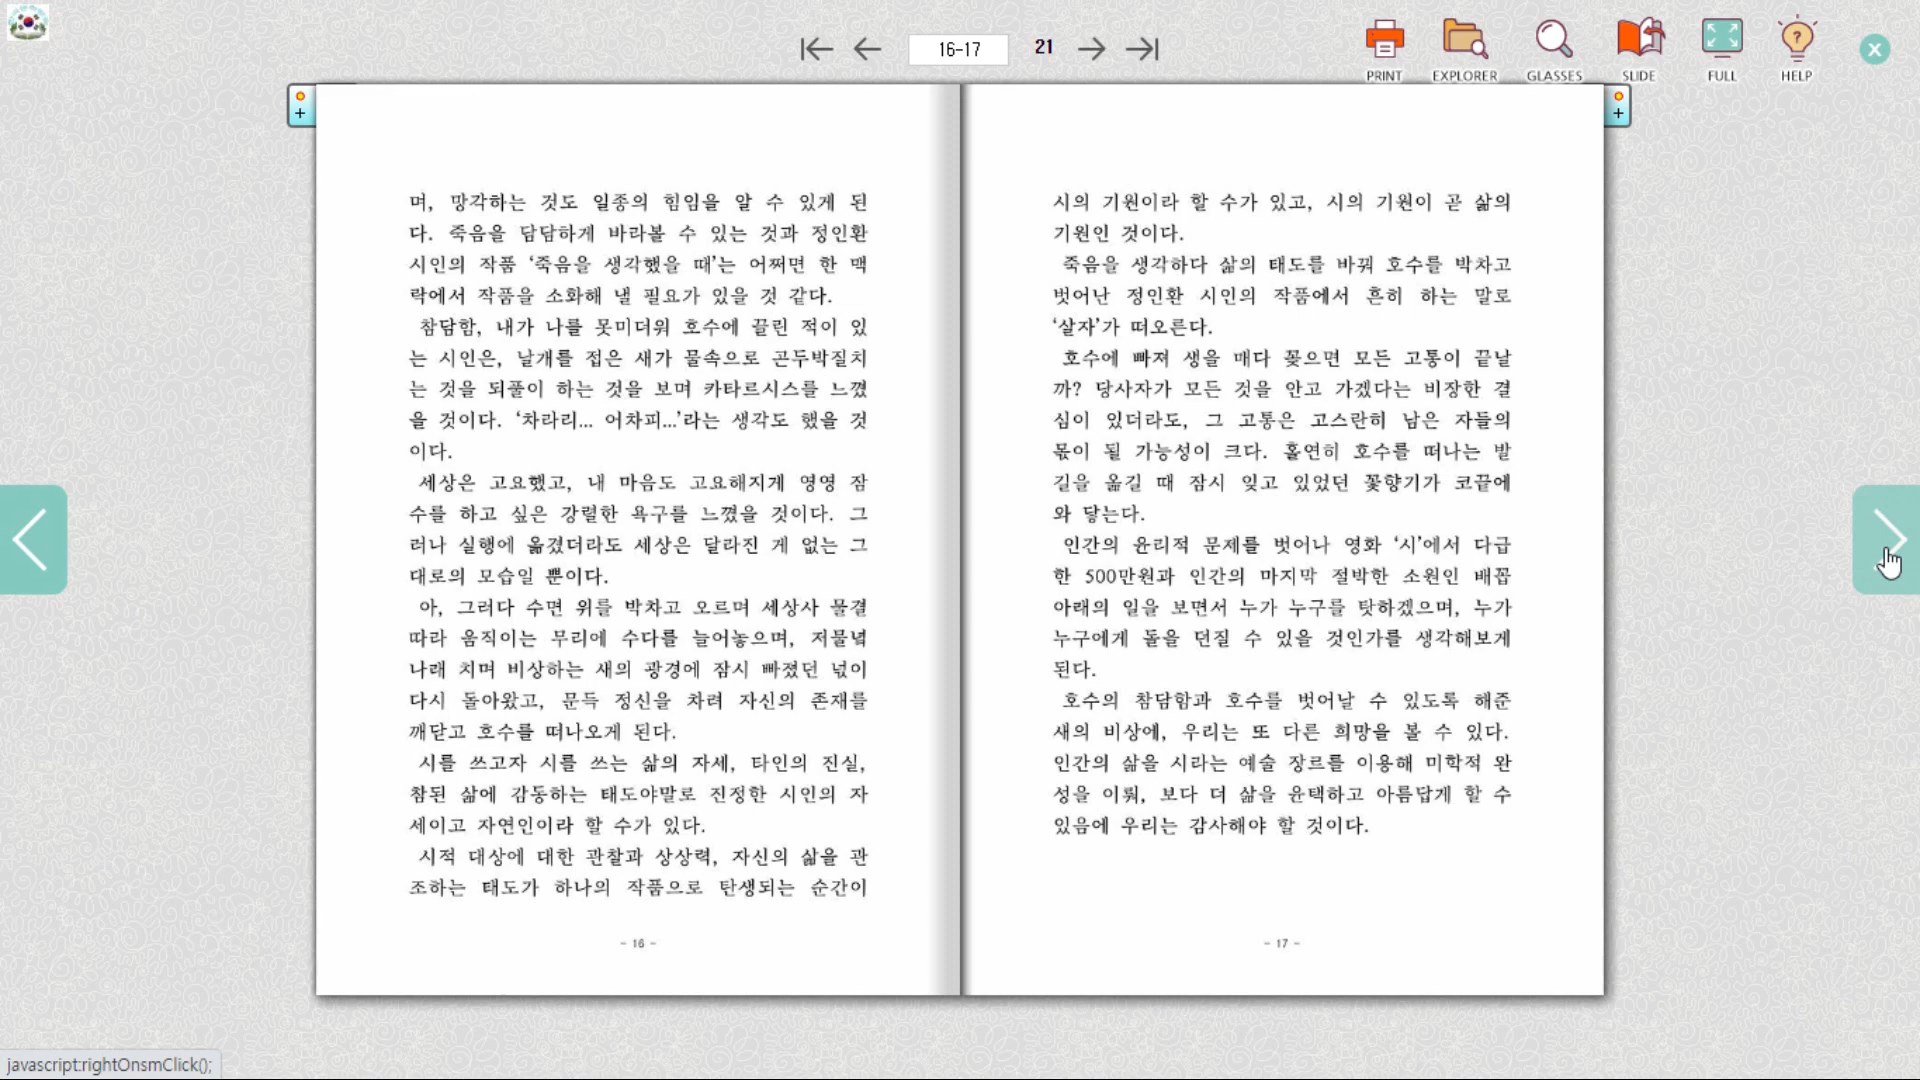 16-17
21
PRINT
EXPLORER
GLASSES
SLIDE
FULL
HELP
며, 망각하는 것도 일종의 힘임을 알 수 있게 된
다. 죽음을 담담하게 바라볼 수 있는 것과 정인환
시인의 작품 ‘죽음을 생각했을 때’는 어쩌면 한 맥
락에서 작품을 소화해 낼 필요가 있을 것 같다.
참담함, 내가 나를 못미더워 호수에 끌린 적이 있
는 시인은, 날개를 접은 새가 물속으로 곤두박질치
는 것을 되풀이 하는 것을 보며 카타르시스를 느꼈
을 것이다. ‘차라리... 어차피...’라는 생각도 했을 것
이다.
세상은 고요했고, 내 마음도 고요해지게 영영 잠
수를 하고 싶은 강렬한 욕구를 느꼈을 것이다. 그
러나 실행에 옮겼더라도 세상은 달라진 게 없는 그
대로의 모습일 뿐이다.
아, 그러다 수면 위를 박차고 오르며 세상사 물결
따라 움직이는 무리에 수다를 늘어놓으며, 저물녘
나래 치며 비상하는 새의 광경에 잠시 빠졌던 넋이
다시 돌아왔고, 문득 정신을 차려 자신의 존재를
깨닫고 호수를 떠나오게 된다.
시를 쓰고자 시를 쓰는 삶의 자세, 타인의 진실,
참된 삶에 감동하는 태도야말로 진정한 시인의 자
세이고 자연인이라 할 수가 있다.
시적 대상에 대한 관찰과 상상력, 자신의 삶을 관
조하는 태도가 하나의 작품으로 탄생되는 순간이
- 16 -
시의 기원이라 할 수가 있고, 시의 기원이 곧 삶의
기원인 것이다.
죽음을 생각하다 삶의 태도를 바꿔 호수를 박차고
벗어난 정인환 시인의 작품에서 흔히 하는 말로
‘살자’가 떠오른다.
호수에 빠져 생을 매다 꽂으면 모든 고통이 끝날
까? 당사자가 모든 것을 안고 가겠다는 비장한 결
심이 있더라도, 그 고통은 고스란히 남은 자들의
몫이 될 가능성이 크다. 홀연히 호수를 떠나는 발
길을 옮길 때 잠시 잊고 있었던 꽃향기가 코끝에
와 닿는다.
인간의 윤리적 문제를 벗어나 영화 ‘시’에서 다급
한 500만원과 인간의 마지막 절박한 소원인 배꼽
아래의 일을 보면서 누가 누구를 탓하겠으며, 누가
누구에게 돌을 던질 수 있을 것인가를 생각해보게
된다.
호수의 참담함과 호수를 벗어날 수 있도록 해준
새의 비상에, 우리는 또 다른 희망을 볼 수 있다.
인간의 삶을 시라는 예술 장르를 이용해 미학적 완
성을 이뤄, 보다 더 삶을 윤택하고 아름답게 할 수
있음에 우리는 감사해야 할 것이다.
- 17 -
javascript:rightOnsmClick();